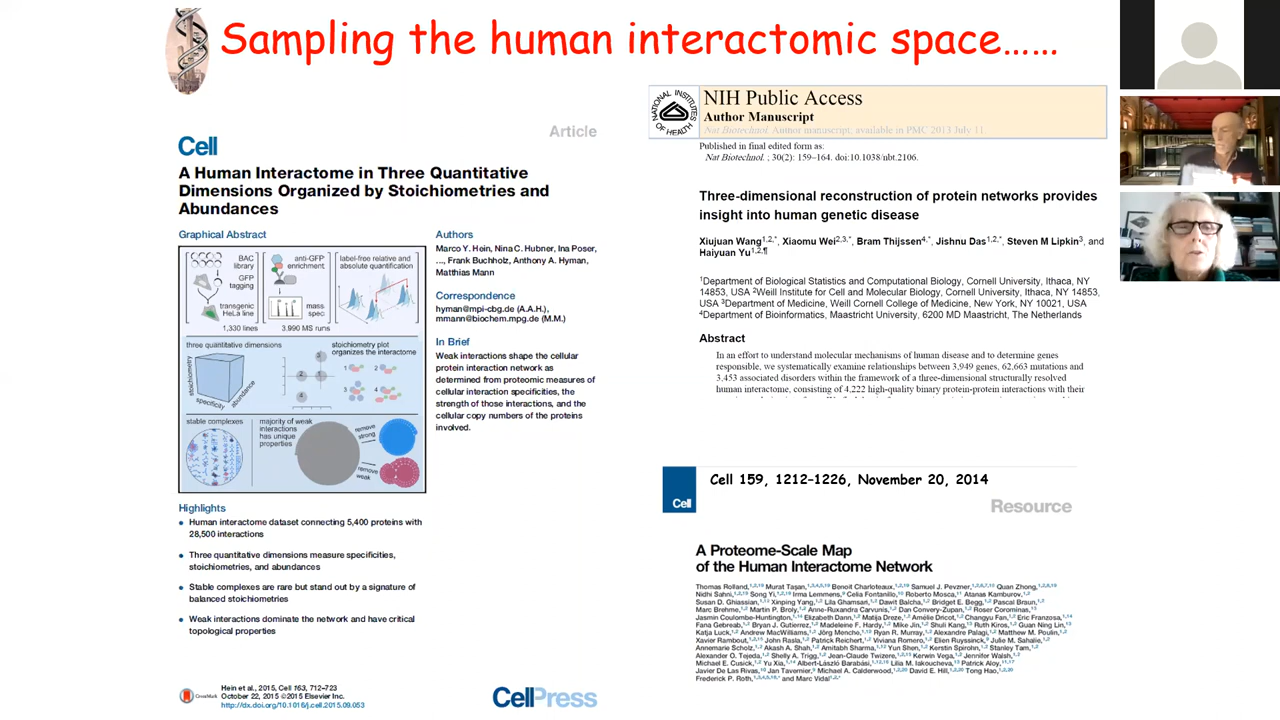 Sampling the human interactomic space……
Article
Cell
A Human Interactome in Three Quantitative
Dimensions Organized by Stoichiometries and
Abundances
Graphical Abstract
BAC
library
GFP
tagging
transgenic
HeLa line
1,330 lines
anti-GFP
enrichment
mass
spec
3,990 MS runs
label-free relative and
absolute quantification
three quantitative dimensions
stoichiometry
specificity
abundance
stoichiometry plot
organizes the interactome
1
2
3
4
stable complexes
majority of weak
interactions
has unique
properties
remove
strong
remove
weak
Authors
Marco Y. Hein, Nina C. Hubner, Ina Poser,
..., Frank Buchholz, Anthony A. Hyman,
Matthias Mann
Correspondence
hyman@mpi-cbg.de (A.A.H.),
mmann@biochem.mpg.de (M.M.)
In Brief
Weak interactions shape the cellular
protein interaction network as
determined from proteomic measures of
cellular interaction specificities, the
strength of those interactions, and the
cellular copy numbers of the proteins
involved.
Highlights
• Human interactome dataset connecting 5,400 proteins with
28,500 interactions
• Three quantitative dimensions measure specificities,
stoichiometries, and abundances
• Stable complexes are rare but stand out by a signature of
balanced stoichiometries
• Weak interactions dominate the network and have critical
topological properties
CrossMark
Hein et al., 2015, Cell 163, 712–723
October 22, 2015 ©2015 Elsevier Inc.
http://dx.doi.org/10.1016/j.cell.2015.09.053
CellPress
NATIONAL INSTITUTES OF HEALTH
NIH Public Access
Author Manuscript
Nat Biotechnol. Author manuscript; available in PMC 2013 July 11
Published in final edited form as:
Nat Biotechnol. ; 30(2): 159–164. doi:10.1038/nbt.2106.
Three-dimensional reconstruction of protein networks provides
insight into human genetic disease
Xiujuan Wang1,2,*, Xiaomu Wei2,3,*, Bram Thijssen4,*, Jishnu Das1,2,*, Steven M Lipkin3, and
Haiyuan Yu1,2,¶
1Department of Biological Statistics and Computational Biology, Cornell University, Ithaca, NY
14853, USA 2Weill Institute for Cell and Molecular Biology, Cornell University, Ithaca, NY 14853,
USA 3Department of Medicine, Weill Cornell College of Medicine, New York, NY 10021, USA
4Department of Bioinformatics, Maastricht University, 6200 MD Maastricht, The Netherlands
Abstract
In an effort to understand molecular mechanisms of human disease and to determine genes
responsible, we systematically examine relationships between 3,949 genes, 62,663 mutations and
3,453 associated disorders within the framework of a three-dimensional structurally resolved
human interactome, consisting of 4,222 high-quality binary protein-protein interactions with their
Cell
Cell 159, 1212-1226, November 20, 2014
Resource
A Proteome-Scale Map
of the Human Interactome Network
Thomas Rolland, Murat Taşan, Benoit Charloteaux, Samuel J. Pevzner, Quan Zhong,
Nidhi Sahni, Song Yi, Irma Lemmens, Celia Fontanillo, Roberto Mosca, Atanas Kamburov,
Susan D. Ghiassian, Xinping Yang, Lila Ghamsari, Dawit Balcha, Bridget E. Begg, Pascal Braun,
Marc Brehme, Martin P. Broly, Anne-Ruxandra Carvunis, Dan Convery-Zupan, Roser Corominas,
Jasmin Coulombe-Huntington, Elizabeth Dann, Matija Dreze, Amélie Dricot, Changyu Fan, Eric Franzosa,
Fana Gebreab, Bryan J. Gutierrez, Madeleine F. Hardy, Mike Jin, Shuli Kang, Ruth Kiros, Guan Ning Lin,
Katja Luck, Andrew MacWilliams, Jörg Menche, Ryan R. Murray, Alexandre Palagi, Matthew M. Poulin,
Xavier Rambout, John Rasla, Patrick Reichert, Viviana Romero, Elien Ruyssinck, Julie M. Sahalie,
Annemarie Scholz, Akash A. Shah, Amitabh Sharma, Yun Shen, Kerstin Spirohn, Stanley Tam,
Alexander O. Tejeda, Shelly A. Trigg, Jean-Claude Twizere, Kerwin Vega, Jennifer Walsh,
Michael E. Cusick, Yu Xia, Albert-László Barabási, Lilia M. Iakoucheva, Patrick Aloy,
Javier De Las Rivas, Jan Tavernier, Michael A. Calderwood, David E. Hill, Tong Hao,
Frederick P. Roth, and Marc Vidal